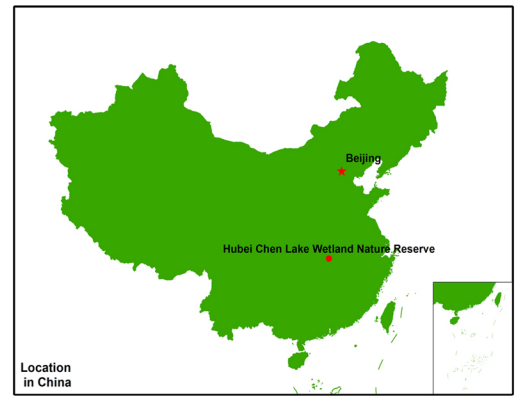 Beijing
Hubei Chen Lake Wetland Nature Reserve
Location
in China